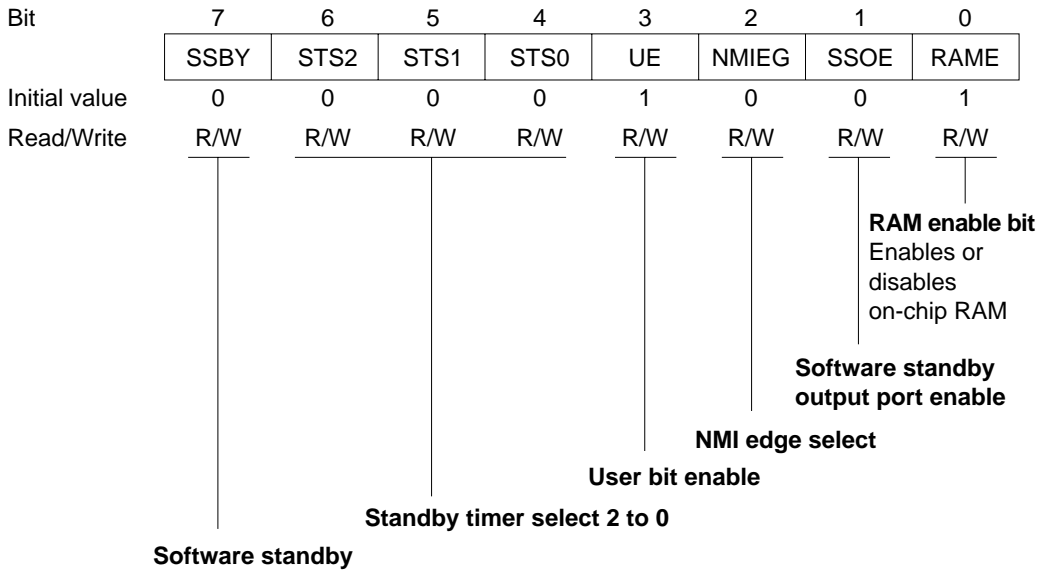 Bit 7 6 5 4 3 2 1 0
SSBY STS2 STS1 STS0 UE NMIEG SSOE RAME
Initial value 0 0 0 0 1 0 0 1
Read/Write R/W R/W R/W R/W R/W R/W R/W R/W
RAM enable bit
Enables or
disables
on-chip RAM
Software standby
output port enable
NMI edge select
User bit enable
Standby timer select 2 to 0
Software standby